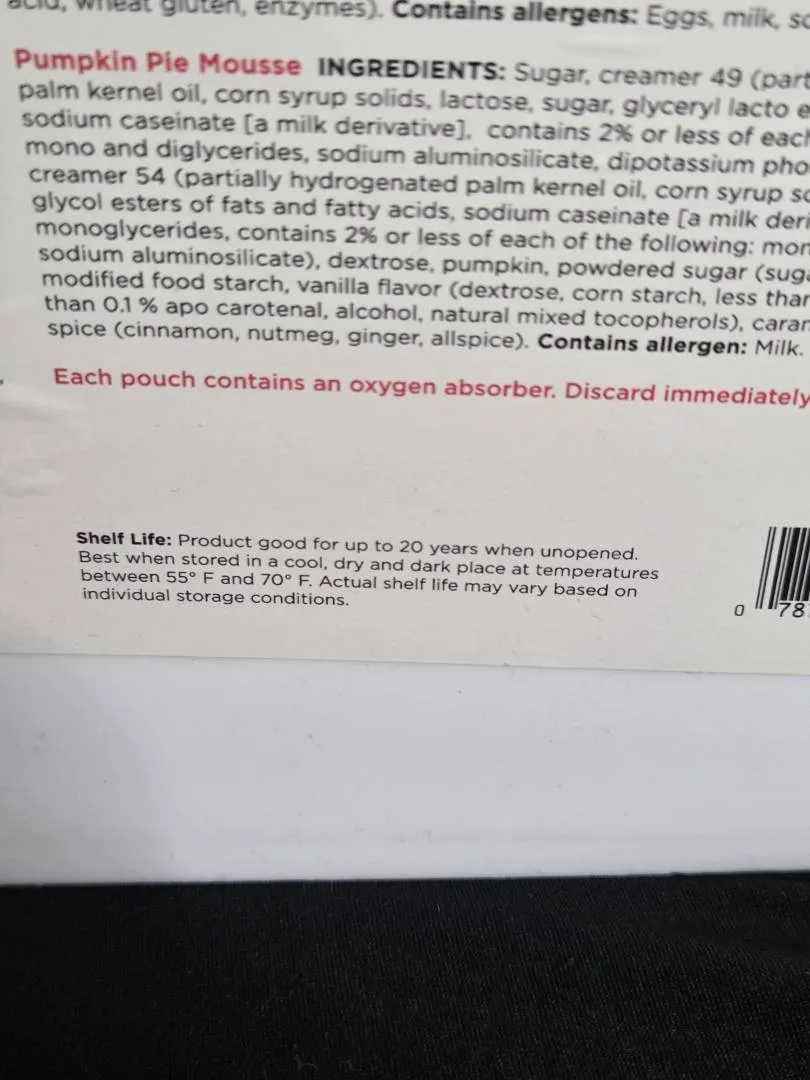 acid, wheat gluten, enzymes). Contains allergens: Eggs, milk,
Pumpkin Pie Mousse INGREDIENTS: Sugar, creamer 49 (part
palm kernel oil, corn syrup solids, lactose, sugar, glyceryl lacto e
sodium caseinate [a milk derivative], contains 2% or less of each
mono and diglycerides, sodium aluminosilicate, dipotassium pho
creamer 54 (partially hydrogenated palm kernel oil, corn syrup so
glycol esters of fats and fatty acids, sodium caseinate [a milk deri
monoglycerides, contains 2% or less of each of the following: mon
sodium aluminosilicate), dextrose, pumpkin, powdered sugar (suga
modified food starch, vanilla flavor (dextrose, corn starch, less than
than 0.1 % apo carotenal, alcohol, natural mixed tocopherols), caram
spice (cinnamon, nutmeg, ginger, allspice). Contains allergen: Milk.
Each pouch contains an oxygen absorber. Discard immediately
Shelf Life: Product good for up to 20 years when unopened.
Best when stored in a cool, dry and dark place at temperatures
between 55° F and 70° F. Actual shelf life may vary based on
individual storage conditions.
0 78